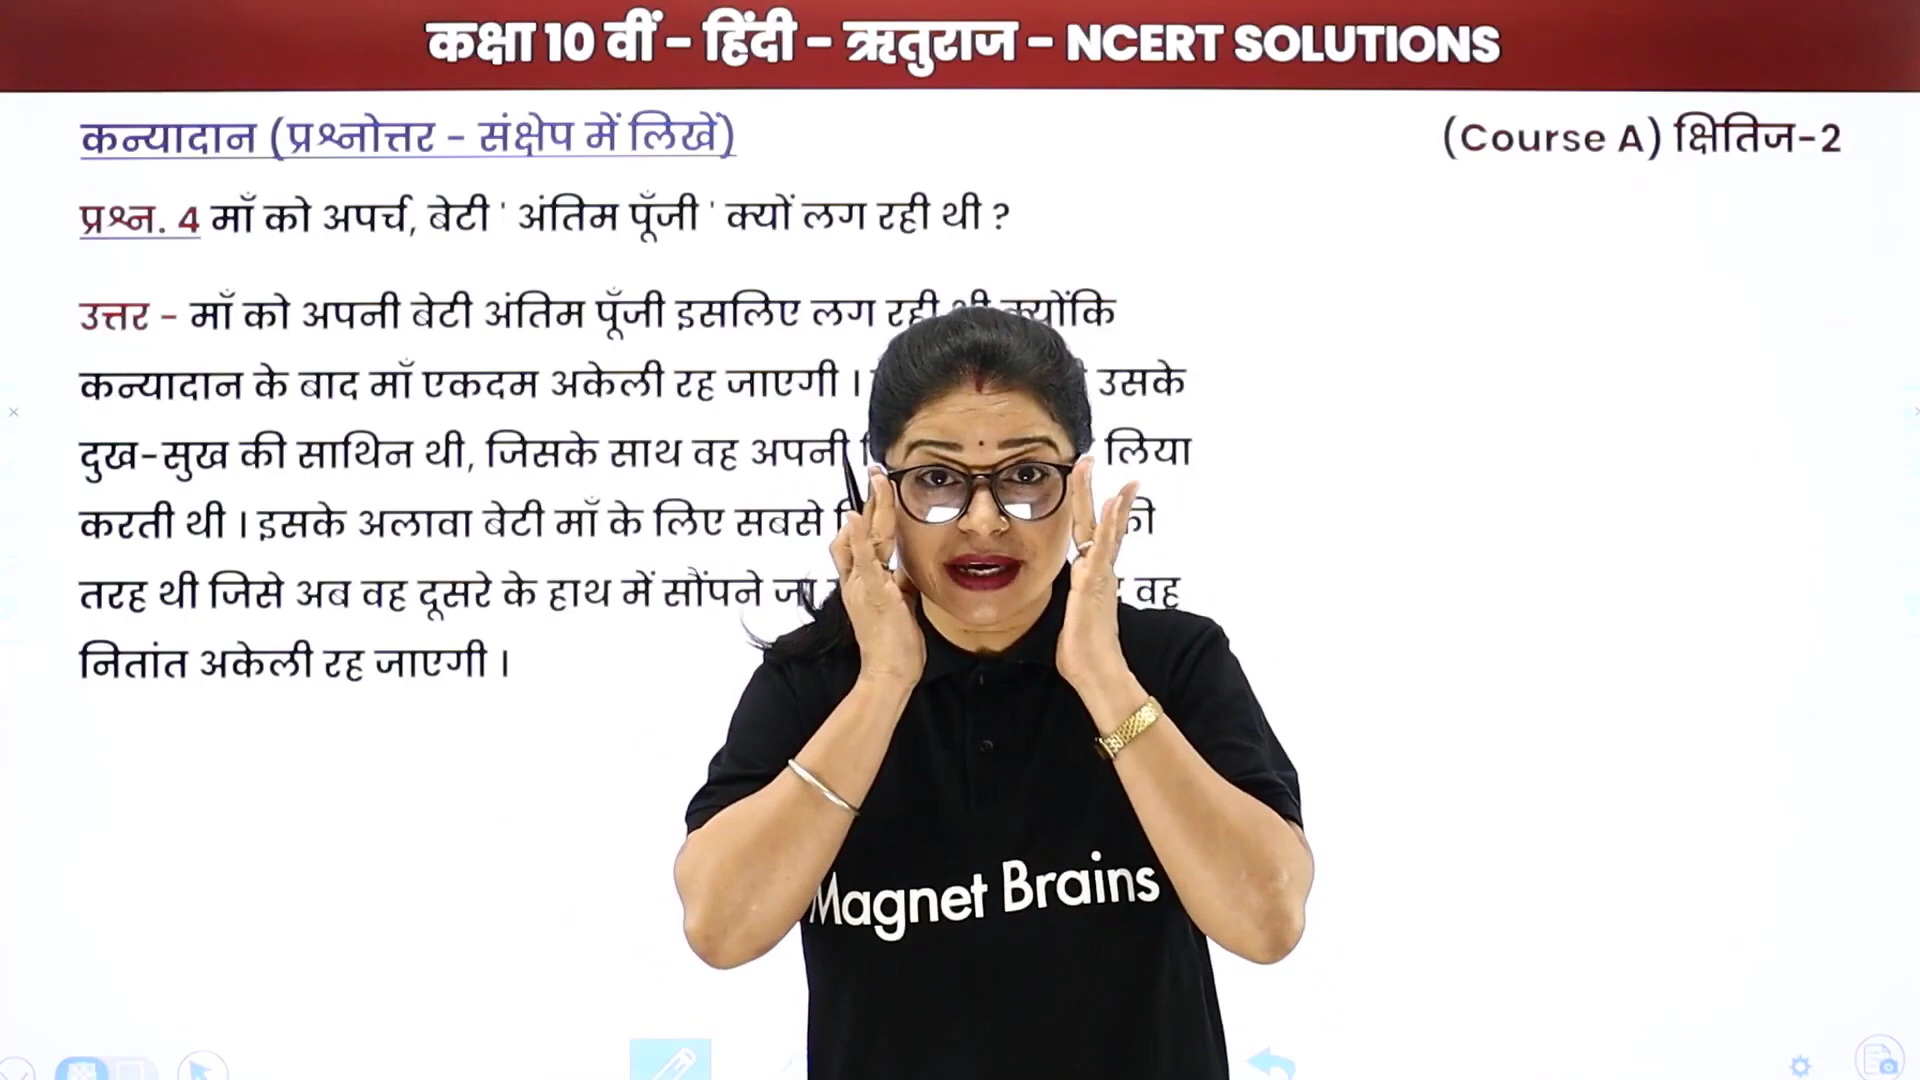 कक्षा 10 वीं - हिंदी - ऋतुराज - NCERT SOLUTIONS
कन्यादान (प्रश्नोत्तर - संक्षेप में लिखें)
(Course A) क्षितिज-2
प्रश्न. 4 माँ को अपर्च, बेटी ' अंतिम पूँजी ' क्यों लग रही थी ?
उत्तर - माँ को अपनी बेटी अंतिम पूँजी इसलिए लग रही थी क्योंकि
कन्यादान के बाद माँ एकदम अकेली रह जाएगी । उसके
दुख-सुख की साथिन थी, जिसके साथ वह अपनी लिया
करती थी । इसके अलावा बेटी माँ के लिए सबसे की
तरह थी जिसे अब वह दूसरे के हाथ में सौंपने जा वह
नितांत अकेली रह जाएगी ।
Magnet Brains